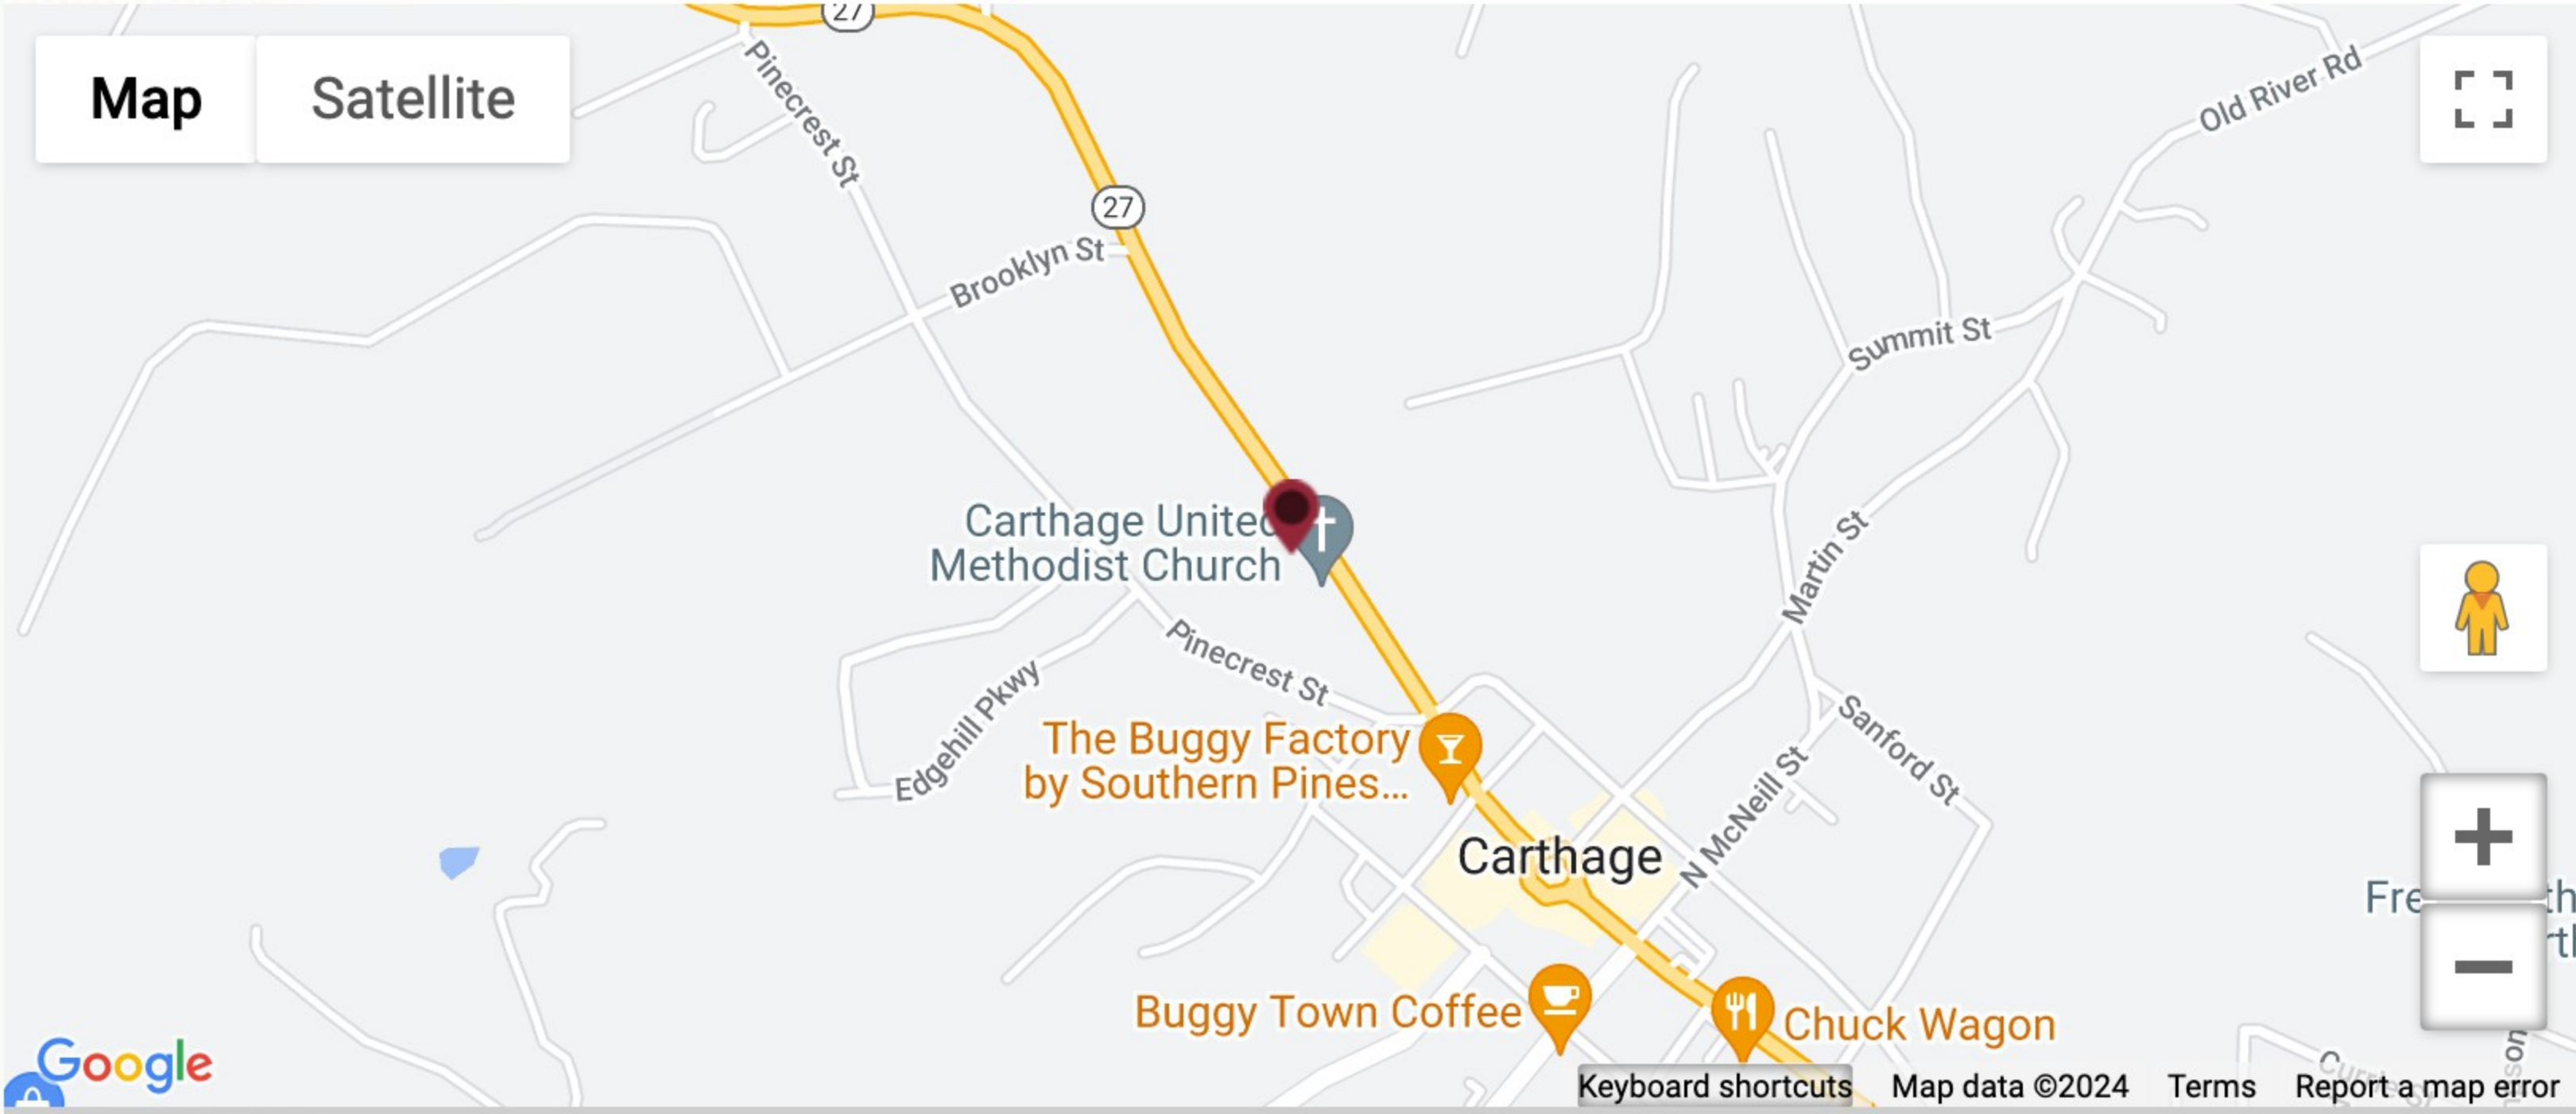 27
Map
Satellite
Pinecrest St
Old River Rd
27
Brooklyn St
Summit St
Carthage United
Methodist Church
Martin St
Pinecrest St
Edgehill Pkwy
Sanford St
The Buggy Factory
by Southern Pines...
N McNeill St
Carthage
Buggy Town Coffee
Chuck Wagon
Google
Keyboard shortcuts
Map data ©2024
Terms
Report a map error